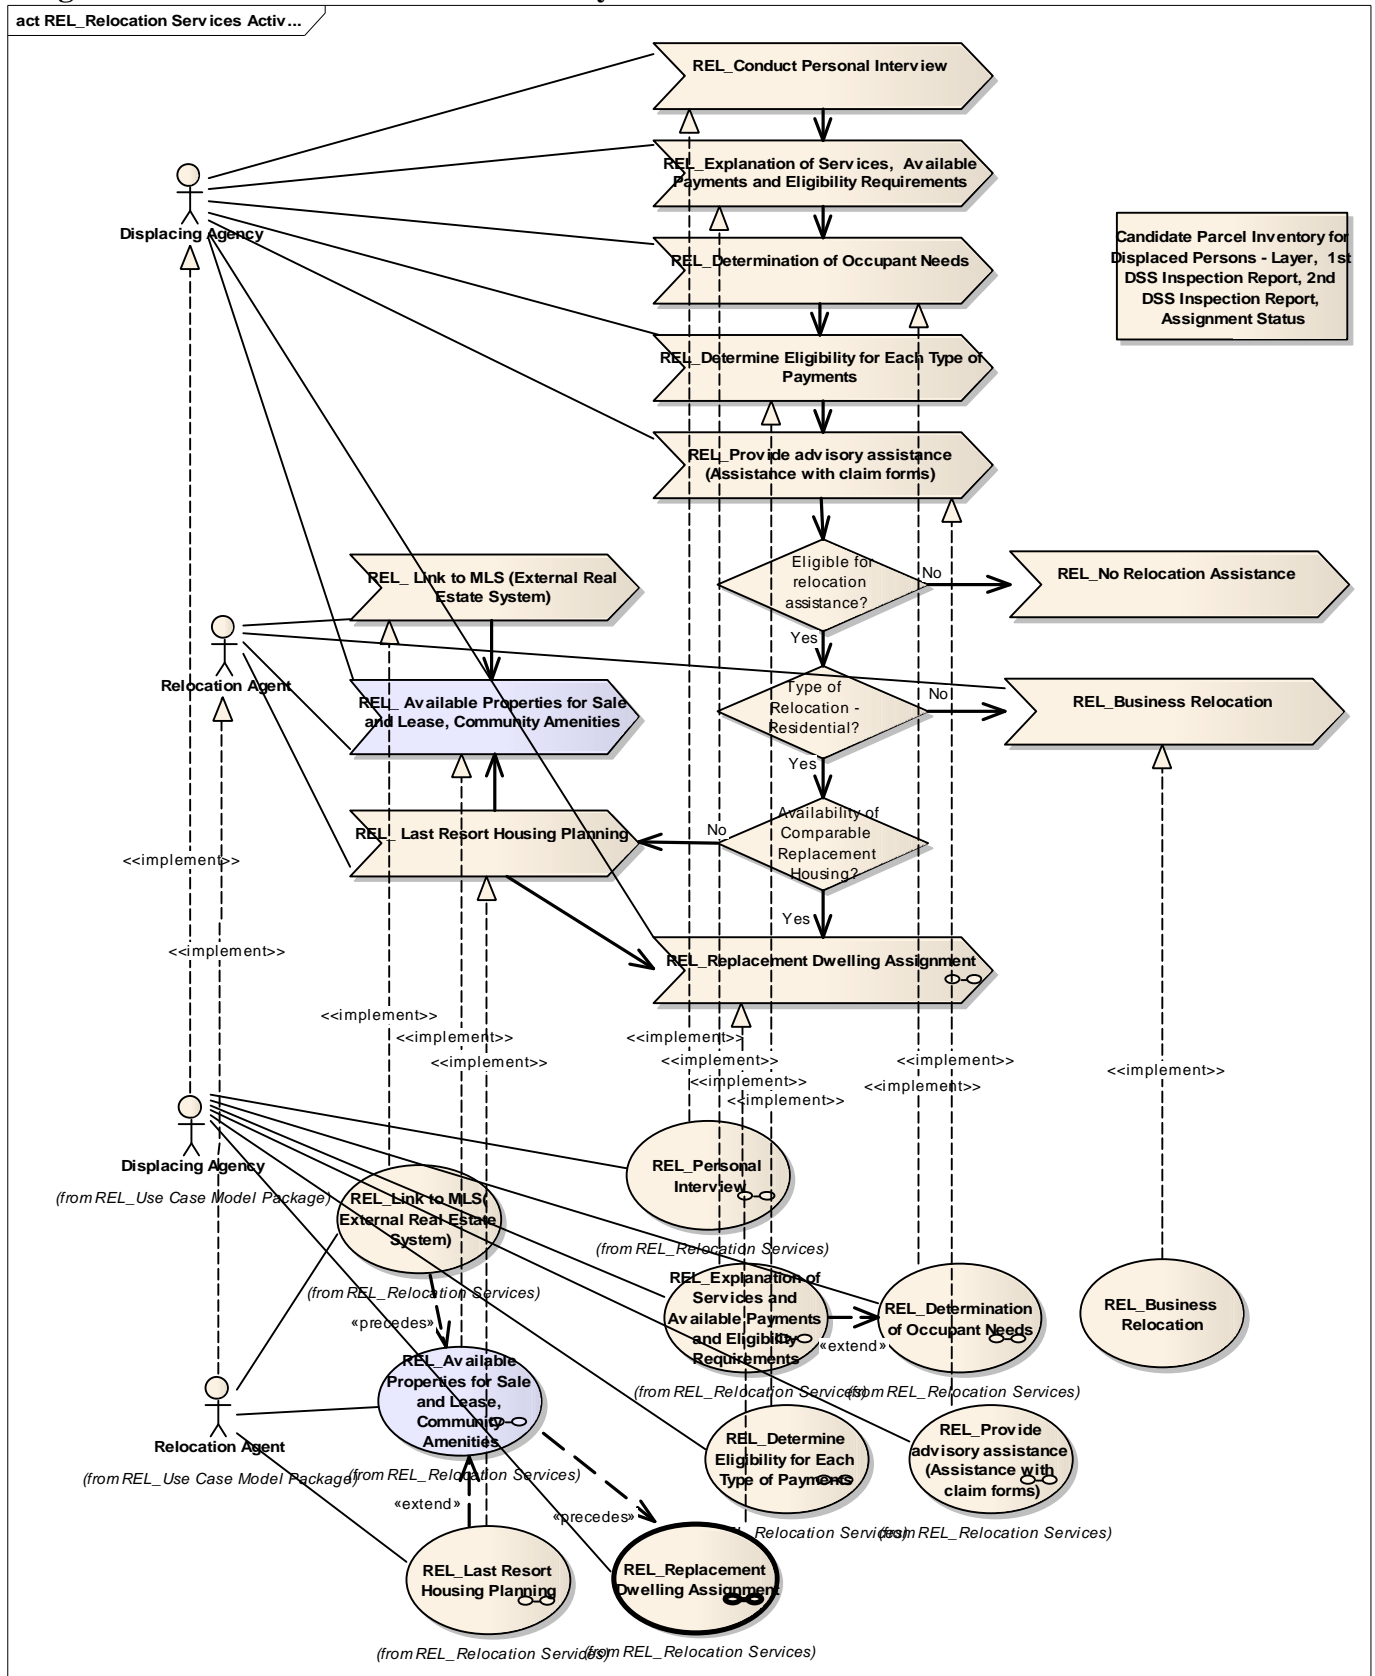 act REL_Relocation Services Activ...
REL_Conduct Personal Interview
REL_Explanation of Services, Available
Payments and Eligibility Requirements
Displacing Agency
REL_Determination of Occupant Needs
Candidate Parcel Inventory for
Displaced Persons - Layer, 1st
DSS Inspection Report, 2nd
DSS Inspection Report,
Assignment Status
REL_Determine Eligibility for Each Type of
Payments
REL_Provide advisory assistance
(Assistance with claim forms)
Eligible for
relocation
assistance?
No
REL_No Relocation Assistance
REL_ Link to MLS (External Real
Estate System)
Yes
Relocation Agent
REL_ Available Properties for Sale
and Lease, Community Amenities
Type of
Relocation -
Residential?
No
REL_Business Relocation
Yes
REL_ Last Resort Housing Planning
No
Availability of
Comparable
Replacement
Housing?
<<implement>>
Yes
<<implement>>
REL_Replacement Dwelling Assignment
<<implement>>
<<implement>>
<<implement>>
<<implement>>
<<implement>>
<<implement>>
<<implement>>
<<implement>>
<<implement>>
<<implement>>
Displacing Agency
(from REL_Use Case Model Package)
REL_Personal
Interview
(from REL_Relocation Services)
REL_Link to MLS(
External Real Estate
System)
(from REL_Relocation Services)
«precedes»
REL_Explanation of
Services and
Available Payments
and Eligibility
Requirements
(from REL_Relocation Services)
«extend»
REL_Determination
of Occupant Needs
(from REL_Relocation Services)
REL_Business
Relocation
REL_Available
Properties for Sale
and Lease,
Community
Amenities
(from REL_Relocation Services)
Relocation Agent
(from REL_Use Case Model Package)
REL_Determine
Eligibility for Each
Type of Payments
REL_Relocation Services)
REL_Provide
advisory assistance
(Assistance with
claim forms)
(from REL_Relocation Services)
«extend»
«precedes»
REL_Last Resort
Housing Planning
(from REL_Relocation Services)
REL_Replacement
Dwelling Assignment
(from REL_Relocation Services)